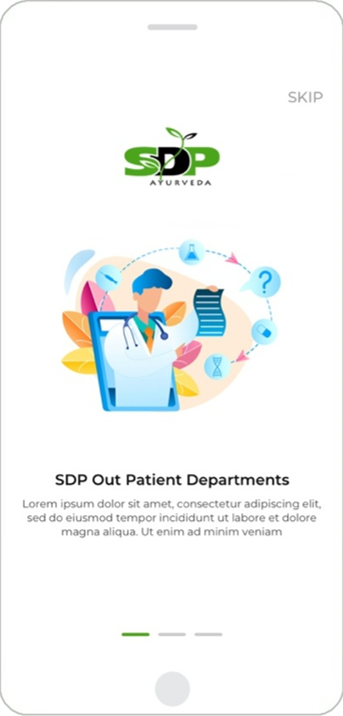 SKIP
SDP
AYURVEDA
?
SDP Out Patient Departments
Lorem ipsum dolor sit amet, consectetur adipiscing elit,
sed do eiusmod tempor incididunt ut labore et dolore
magna aliqua. Ut enim ad minim veniam